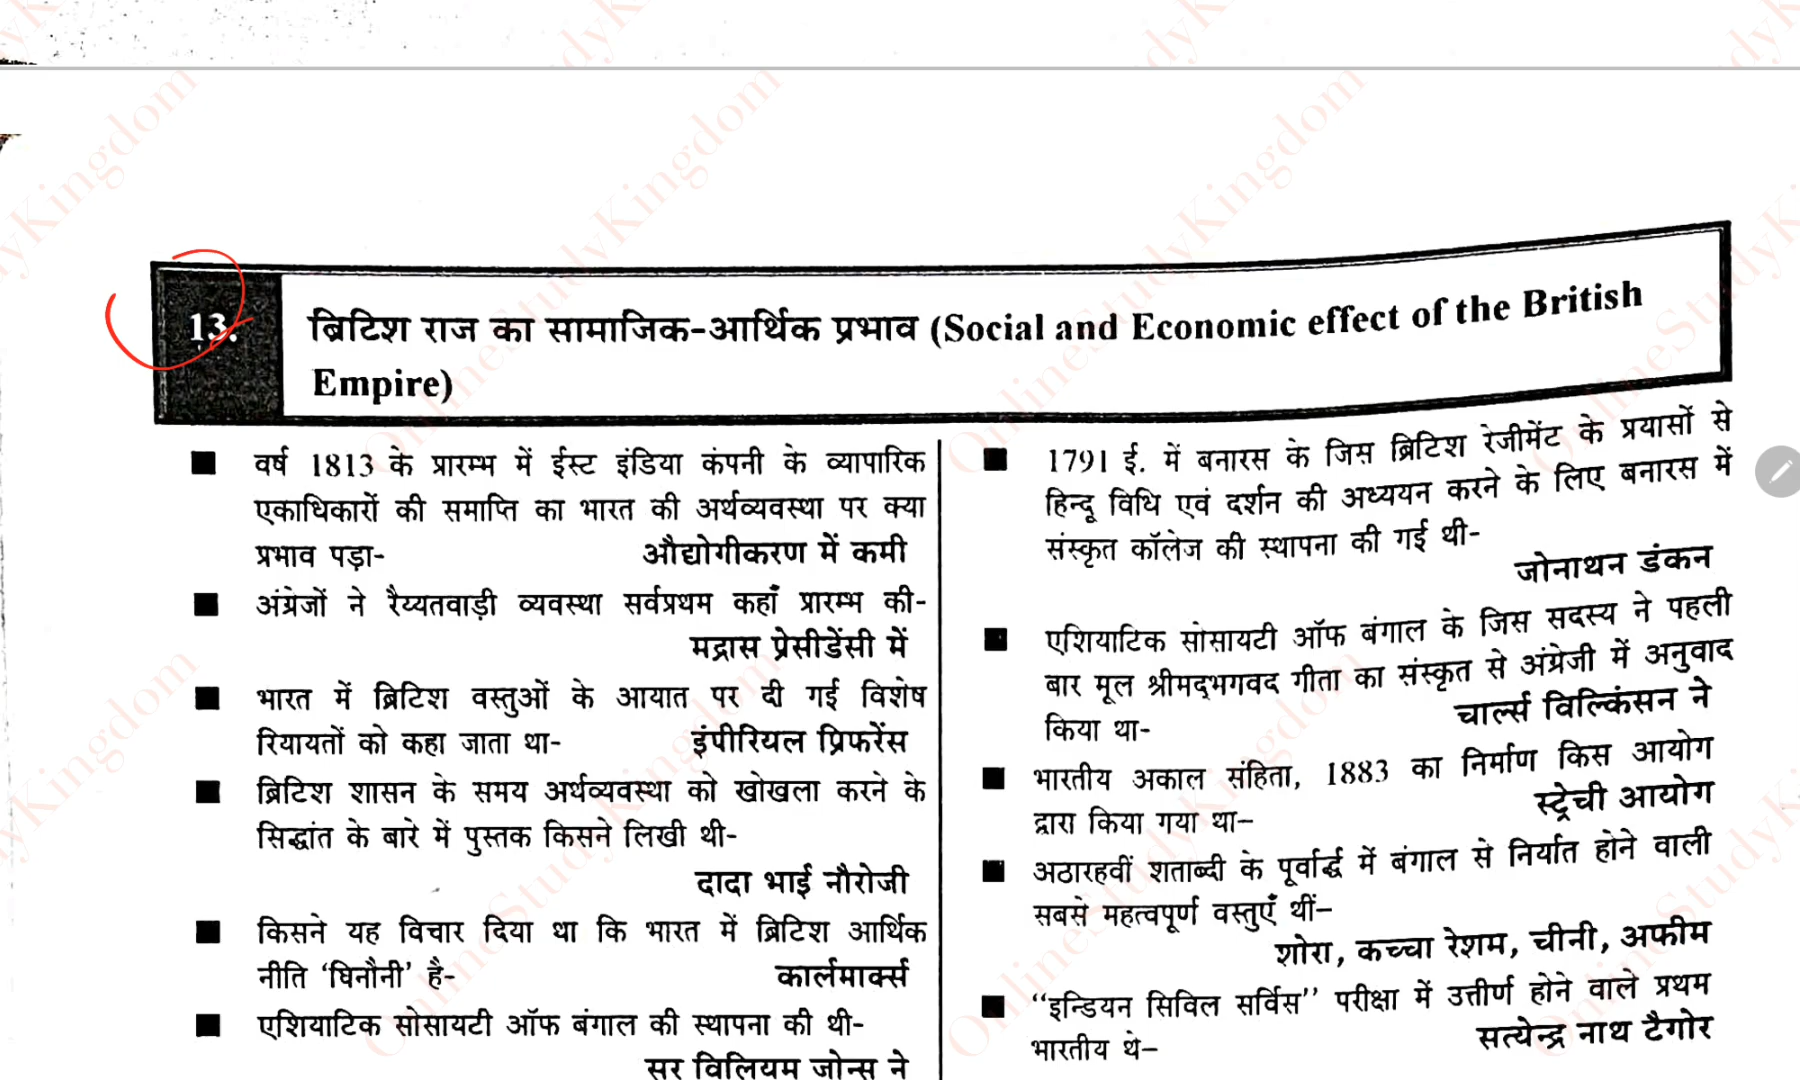 13.
ब्रिटिश राज का सामाजिक-आर्थिक प्रभाव (Social and Economic effect of the British
Empire)
वर्ष 1813 के प्रारम्भ में ईस्ट इंडिया कंपनी के व्यापारिक
एकाधिकारों की समाप्ति का भारत की अर्थव्यवस्था पर क्या
प्रभाव पड़ा- औद्योगीकरण में कमी
अंग्रेजों ने रैय्यतवाड़ी व्यवस्था सर्वप्रथम कहाँ प्रारम्भ की-
मद्रास प्रेसीडेंसी में
भारत में ब्रिटिश वस्तुओं के आयात पर दी गई विशेष
रियायतों को कहा जाता था- इंपीरियल प्रिफरेंस
ब्रिटिश शासन के समय अर्थव्यवस्था को खोखला करने के
सिद्धांत के बारे में पुस्तक किसने लिखी थी-
दादा भाई नौरोजी
किसने यह विचार दिया था कि भारत में ब्रिटिश आर्थिक
नीति ‘घिनौनी’ है- कार्लमार्क्स
एशियाटिक सोसायटी ऑफ बंगाल की स्थापना की थी-
सर विलियम जोन्स ने
1791 ई. में बनारस के जिस ब्रिटिश रेजीमेंट के प्रयासों से
हिन्दू विधि एवं दर्शन की अध्ययन करने के लिए बनारस में
संस्कृत कॉलेज की स्थापना की गई थी-
जोनाथन डंकन
एशियाटिक सोसायटी ऑफ बंगाल के जिस सदस्य ने पहली
बार मूल श्रीमद्भगवद गीता का संस्कृत से अंग्रेजी में अनुवाद
किया था- चार्ल्स विल्किंसन ने
भारतीय अकाल संहिता, 1883 का निर्माण किस आयोग
द्वारा किया गया था– स्ट्रेची आयोग
अठारहवीं शताब्दी के पूर्वार्द्ध में बंगाल से निर्यात होने वाली
सबसे महत्वपूर्ण वस्तुएँ थीं–
शोरा, कच्चा रेशम, चीनी, अफीम
“इन्डियन सिविल सर्विस” परीक्षा में उत्तीर्ण होने वाले प्रथम
भारतीय थे– सत्येन्द्र नाथ टैगोर
OnlineStudyKingdom